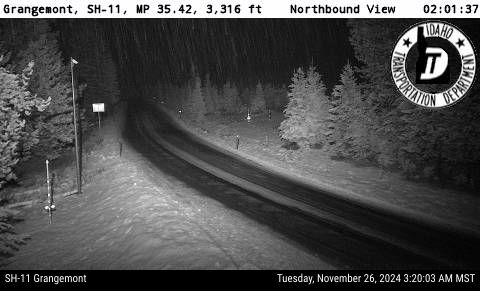 Grangemont, SH-11, MP 35.42, 3,316 ft Northbound View 02:01:37
IDAHO
TRANSPORTATION DEPARTMENT
SH-11 Grangemont Tuesday, November 26, 2024 3:20:03 AM MST